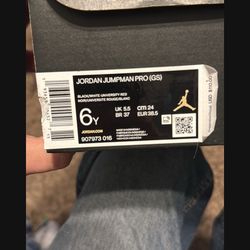 JORDAN JUMPMAN PRO (GS)
BLACK/WHITE-UNIVERSITY RED
NOIR/UNIVERSITE ROUGE/BLANC
6Y
UK 5.5 CM 24
BR 37 EUR 38.5
JORDAN.COM
907973 016